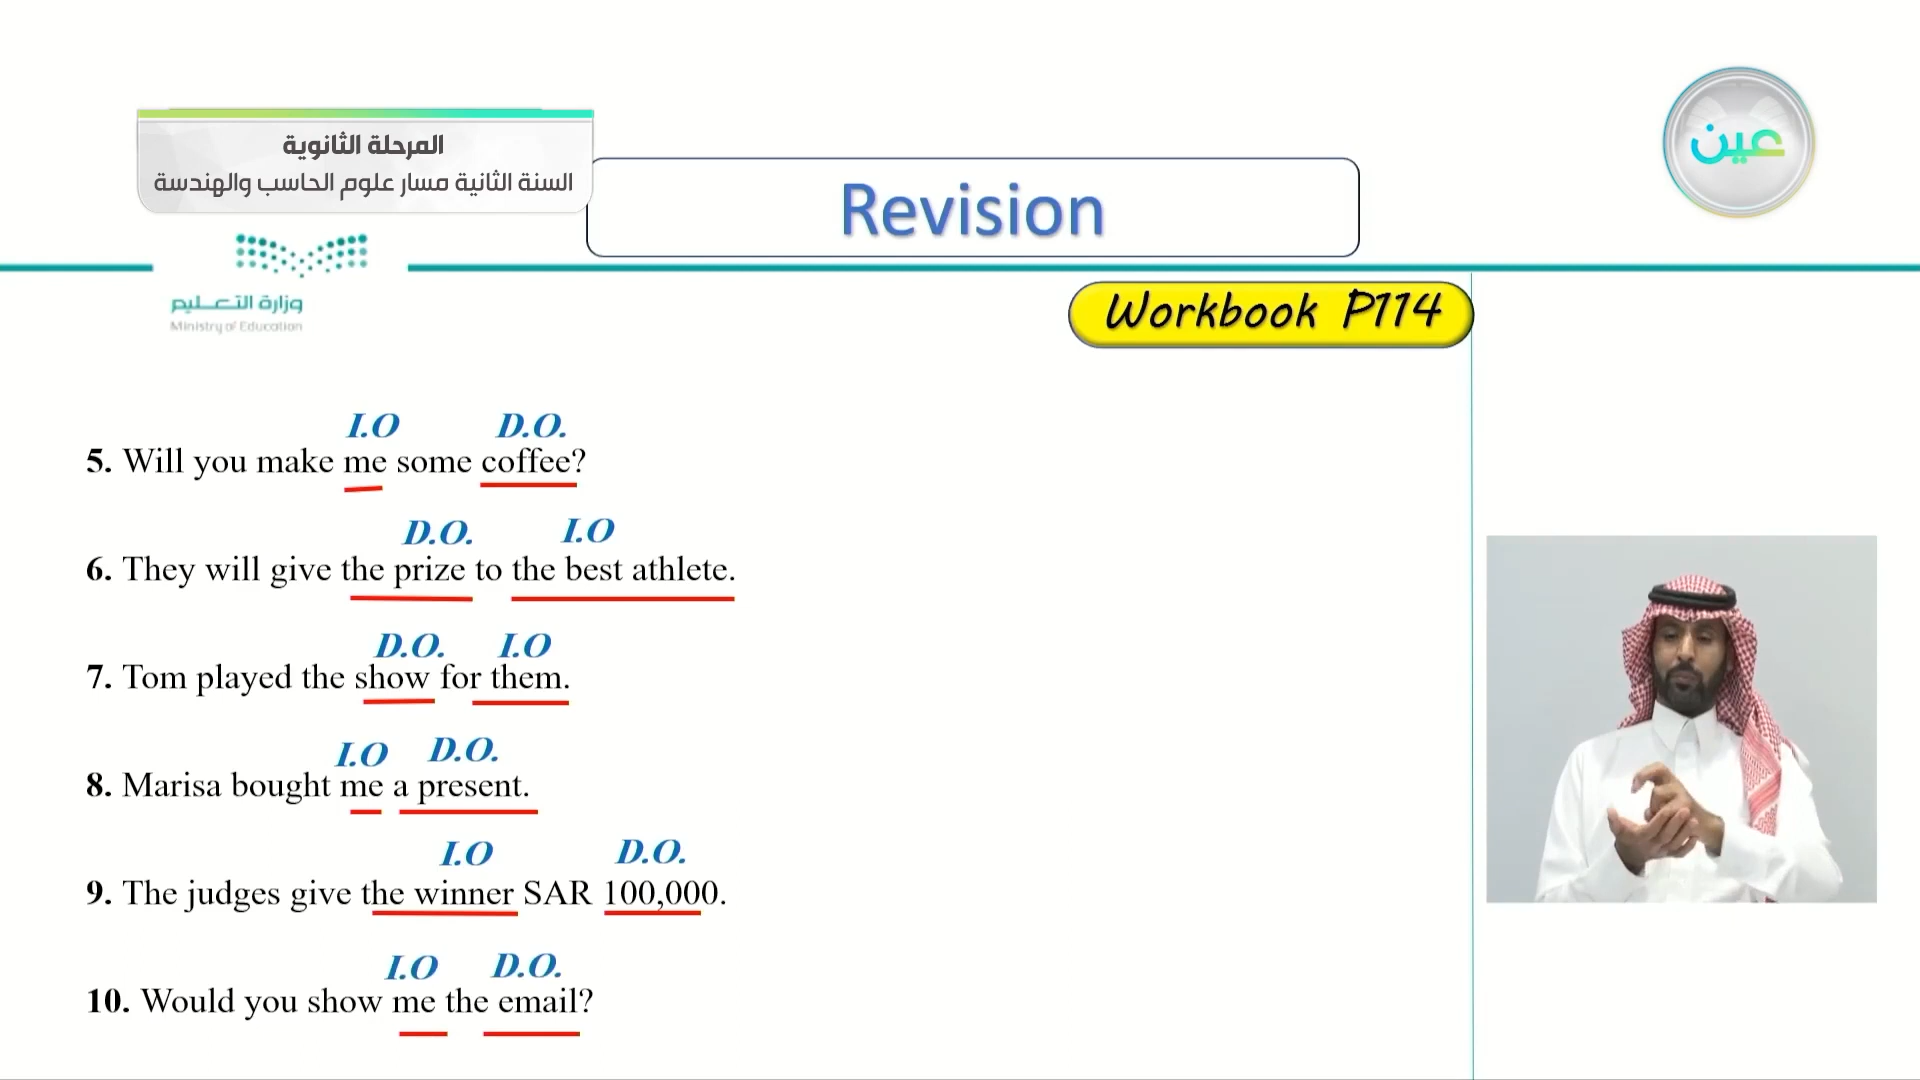 المرحلة الثانوية
السنة الثانية مسار علوم الحاسب والهندسة
عين
Revision
وزارة التعليم
Ministry of Education
Workbook P114
I.O D.O.
5. Will you make me some coffee?
D.O. I.O
6. They will give the prize to the best athlete.
D.O. I.O
7. Tom played the show for them.
I.O D.O.
8. Marisa bought me a present.
I.O D.O.
9. The judges give the winner SAR 100,000.
I.O D.O.
10. Would you show me the email?